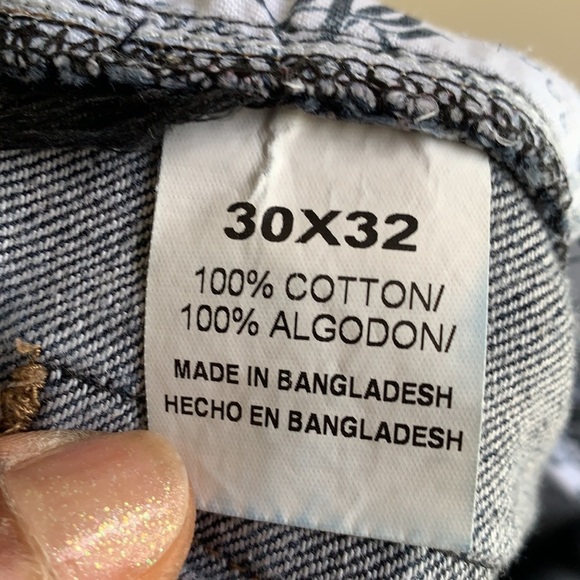 30X32
100% COTTON/
100% ALGODON/
MADE IN BANGLADESH
HECHO EN BANGLADESH